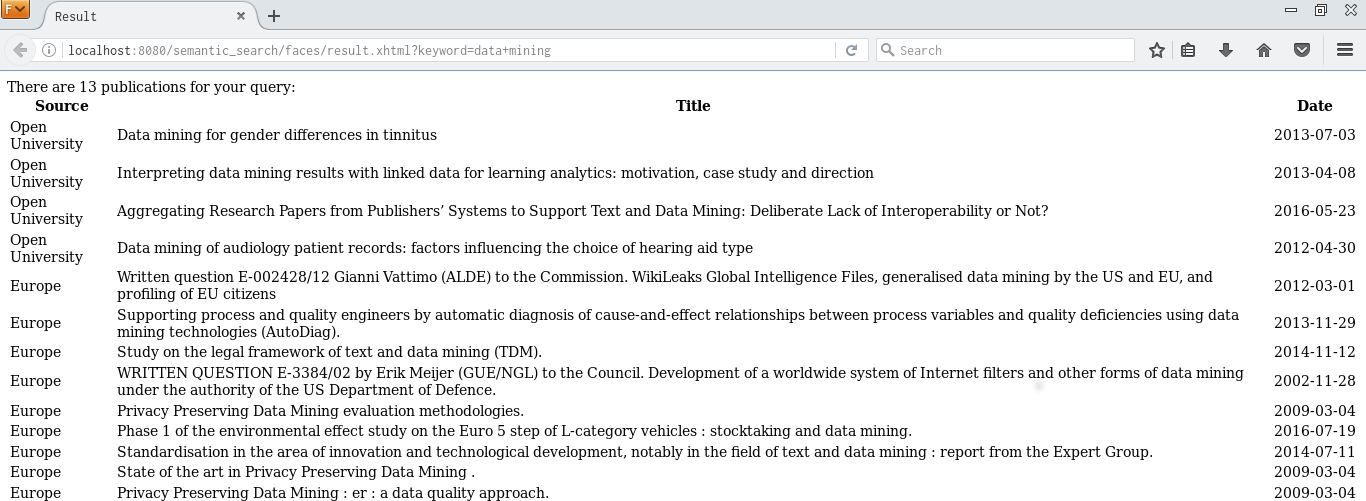 F
Result
localhost:8080/semantic_search/faces/result.xhtml?keyword=data+mining
Search
There are 13 publications for your query:
Source Title Date
Open University Data mining for gender differences in tinnitus 2013-07-03
Open University Interpreting data mining results with linked data for learning analytics: motivation, case study and direction 2013-04-08
Open University Aggregating Research Papers from Publishers’ Systems to Support Text and Data Mining: Deliberate Lack of Interoperability or Not? 2016-05-23
Open University Data mining of audiology patient records: factors influencing the choice of hearing aid type 2012-04-30
Europe Written question E-002428/12 Gianni Vattimo (ALDE) to the Commission. WikiLeaks Global Intelligence Files, generalised data mining by the US and EU, and
profiling of EU citizens 2012-03-01
Europe Supporting process and quality engineers by automatic diagnosis of cause-and-effect relationships between process variables and quality deficiencies using data
mining technologies (AutoDiag). 2013-11-29
Europe Study on the legal framework of text and data mining (TDM). 2014-11-12
Europe WRITTEN QUESTION E-3384/02 by Erik Meijer (GUE/NGL) to the Council. Development of a worldwide system of Internet filters and other forms of data mining
under the authority of the US Department of Defence. 2002-11-28
Europe Privacy Preserving Data Mining evaluation methodologies. 2009-03-04
Europe Phase 1 of the environmental effect study on the Euro 5 step of L-category vehicles : stocktaking and data mining. 2016-07-19
Europe Standardisation in the area of innovation and technological development, notably in the field of text and data mining : report from the Expert Group. 2014-07-11
Europe State of the art in Privacy Preserving Data Mining . 2009-03-04
Europe Privacy Preserving Data Mining : er : a data quality approach. 2009-03-04